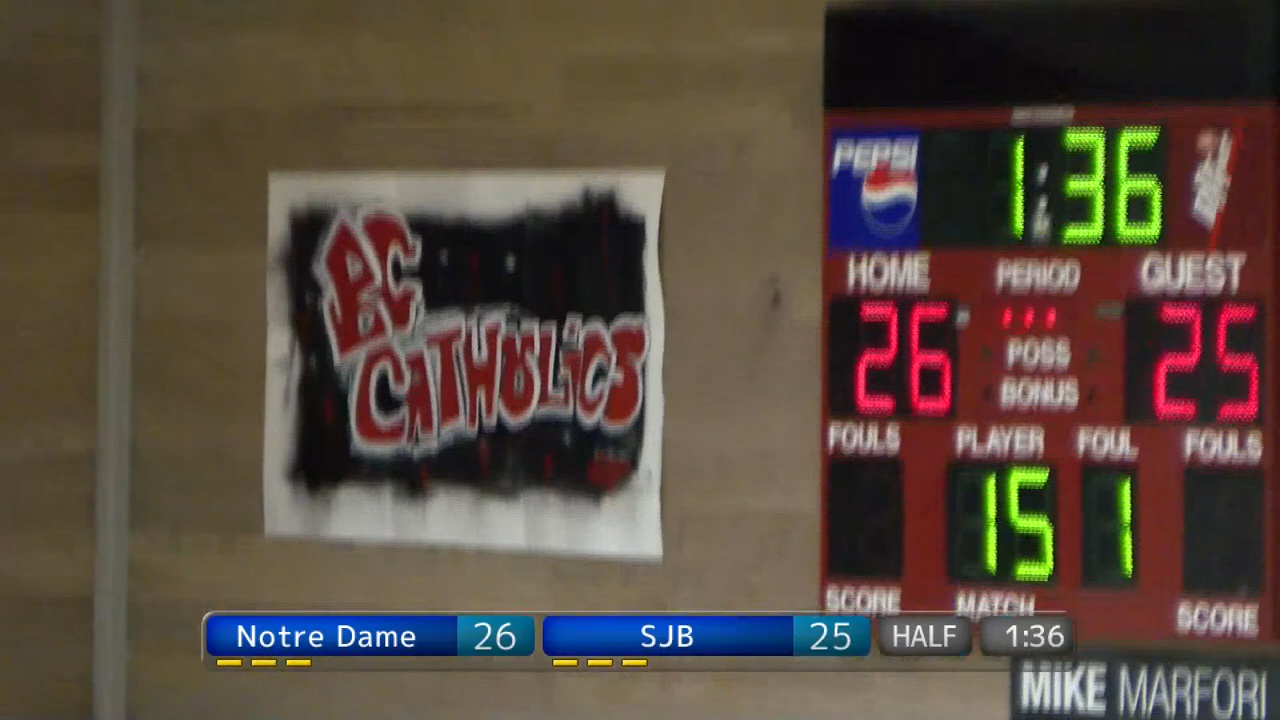 BC
CATHOLICS
PEPSI
1:36
HOME PERIOD GUEST
26 25
POSS
BONUS
FOULS PLAYER FOUL FOULS
15 1
SCORE MATCH SCORE
Notre Dame 26 SJB 25 HALF 1:36
MIKE MARFORI